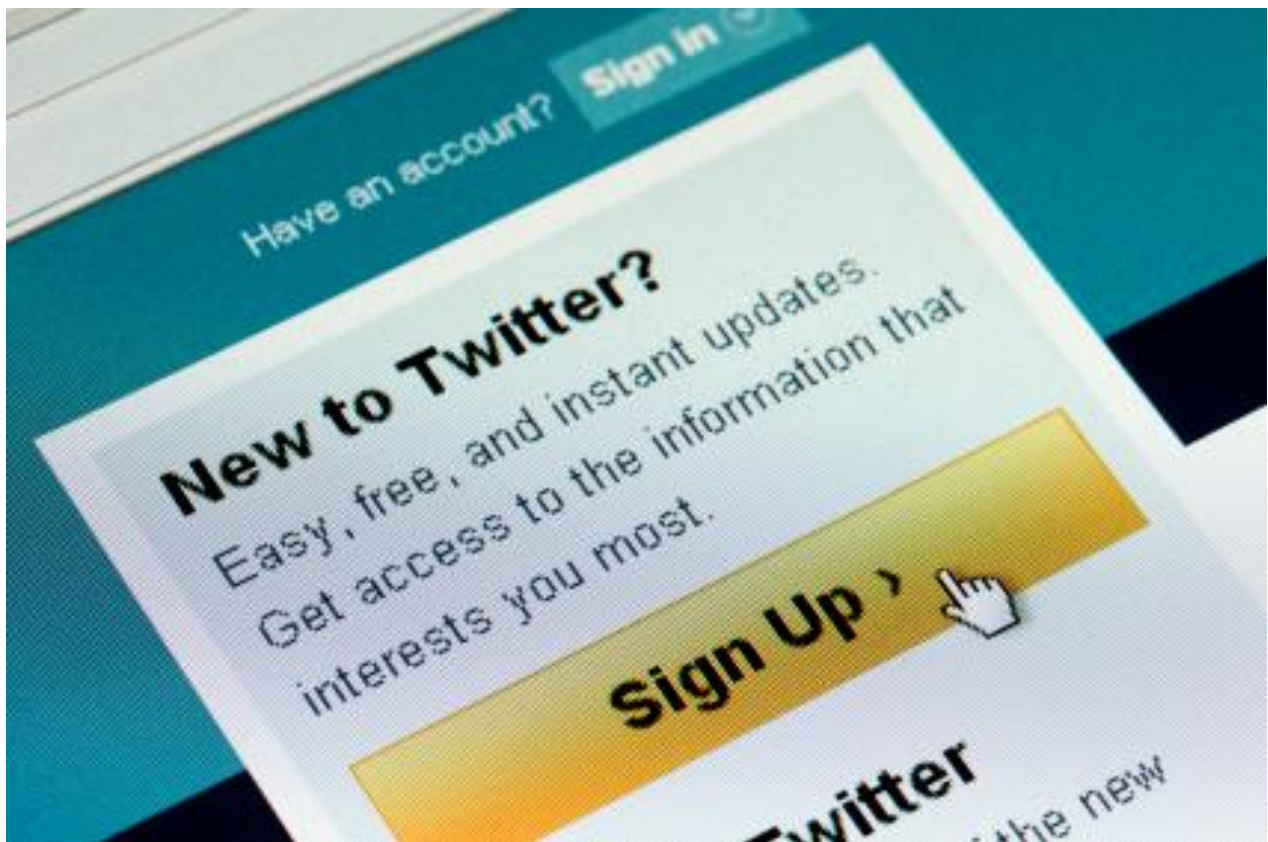 Have an account? Sign in
New to Twitter?
Easy, free, and instant updates.
Get access to the information that
interests you most.
Sign Up ›
Twitter
the new